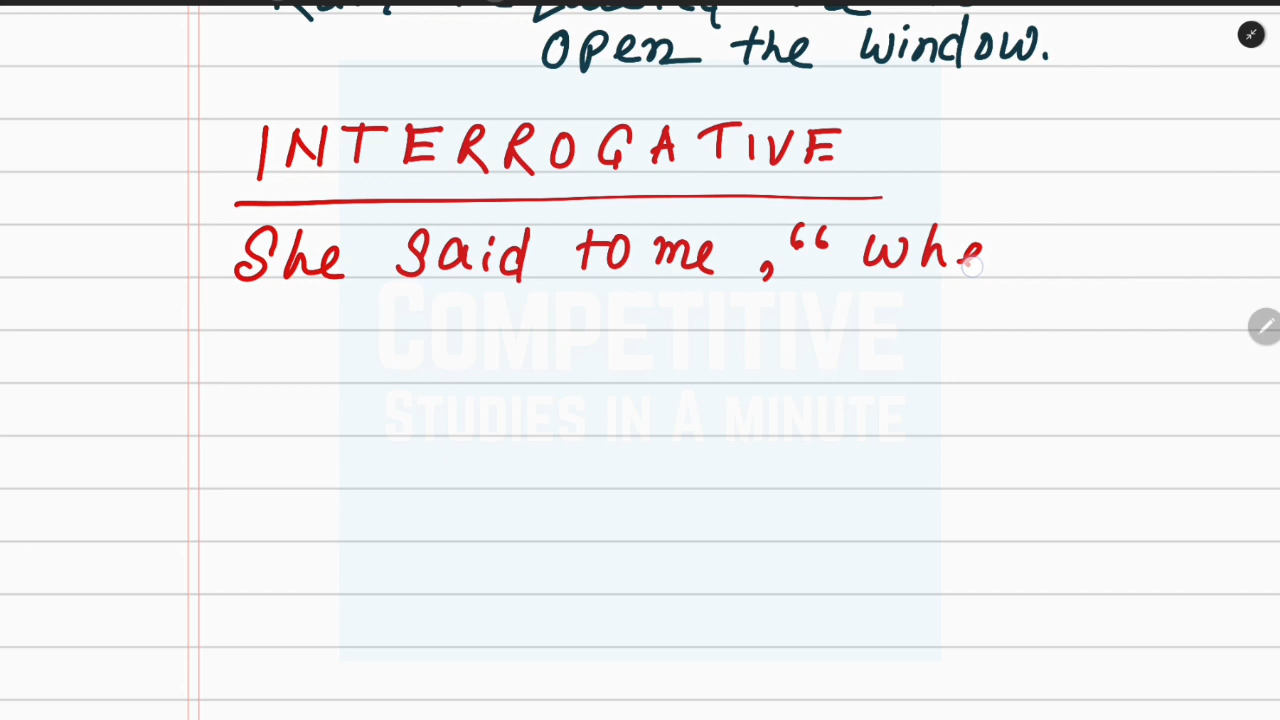 open the window.
INTERROGATIVE
She said to me, “ whe
COMPETITIVE
STUDIES IN A MINUTE